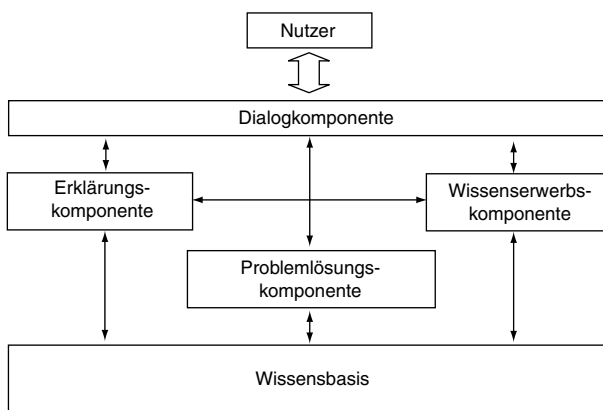 Nutzer
Dialogkomponente
Erklärungs-
komponente
Wissenserwerbs-
komponente
Problemlösungs-
komponente
Wissensbasis